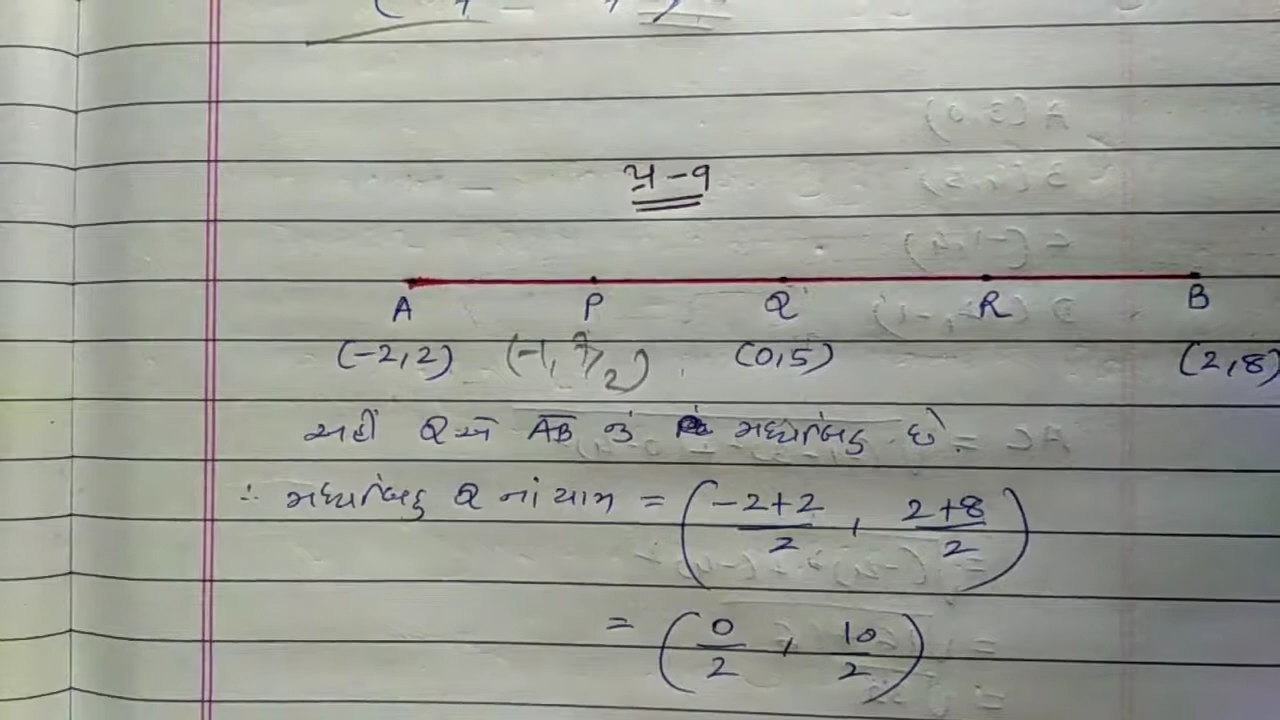 પ્ર-૧
A P Q R B
(-2,2) (-1, 7/2) (0,5) (2,8)
અહીં Q એ AB નું મધ્યબિંદુ છે.
∴ મધ્યબિંદુ Q નાં યામ = (-2+2/2 , 2+8/2)
= (0/2 , 10/2)